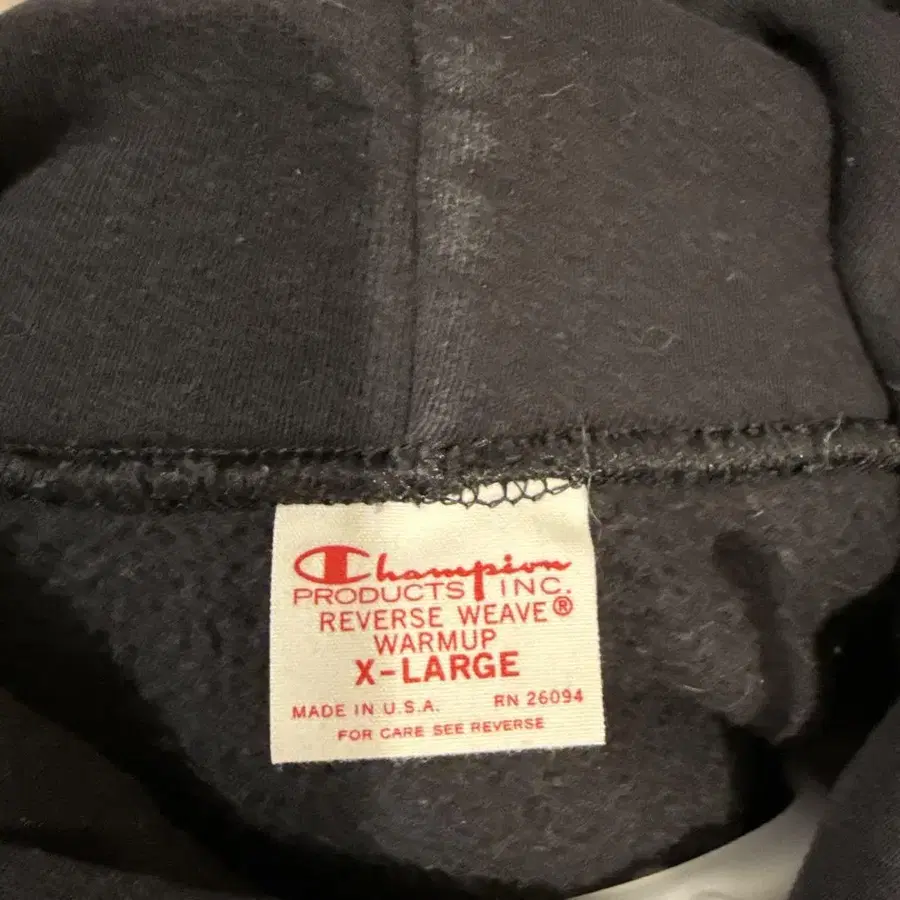 Champion
PRODUCTS INC.
REVERSE WEAVE®
WARMUP
X-LARGE
MADE IN U.S.A. RN 26094
FOR CARE SEE REVERSE